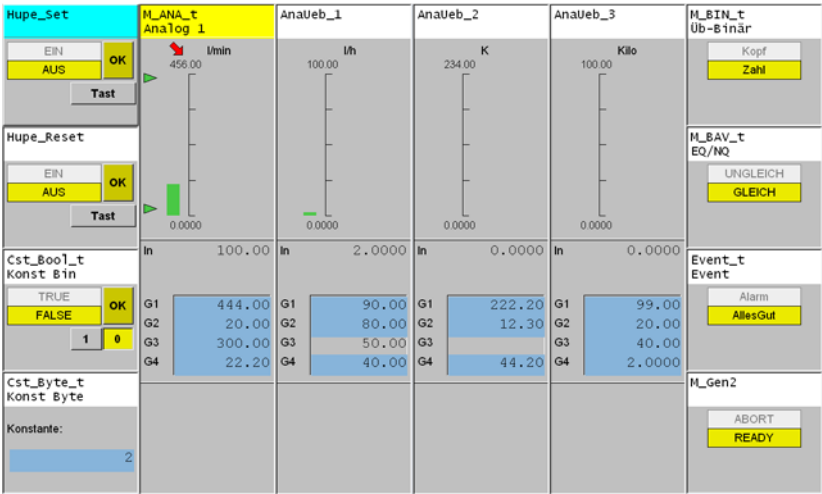 Hupe_Set
EIN
AUS
OK
Tast
Hupe_Reset
EIN
AUS
OK
Tast
Cst_Bool_t
Konst Bin
TRUE
FALSE
OK
1 0
Cst_Byte_t
Konst Byte
Konstante:
2
M_ANA_t
Analog 1
l/min
456.00
0.0000
In 100.00
G1 444.00
G2 20.00
G3 300.00
G4 22.20
AnaUeb_1
l/h
100.00
0.0000
In 2.0000
G1 90.00
G2 80.00
G3 50.00
G4 40.00
AnaUeb_2
K
234.00
0.0000
In 0.0000
G1 222.20
G2 12.30
G3
G4 44.20
AnaUeb_3
Kilo
100.00
0.0000
In 0.0000
G1 99.00
G2 20.00
G3 40.00
G4 2.0000
M_BIN_t
Üb-Binär
Kopf
Zahl
M_BAV_t
EQ/NQ
UNGLEICH
GLEICH
Event_t
Event
Alarm
AllesGut
M_Gen2
ABORT
READY